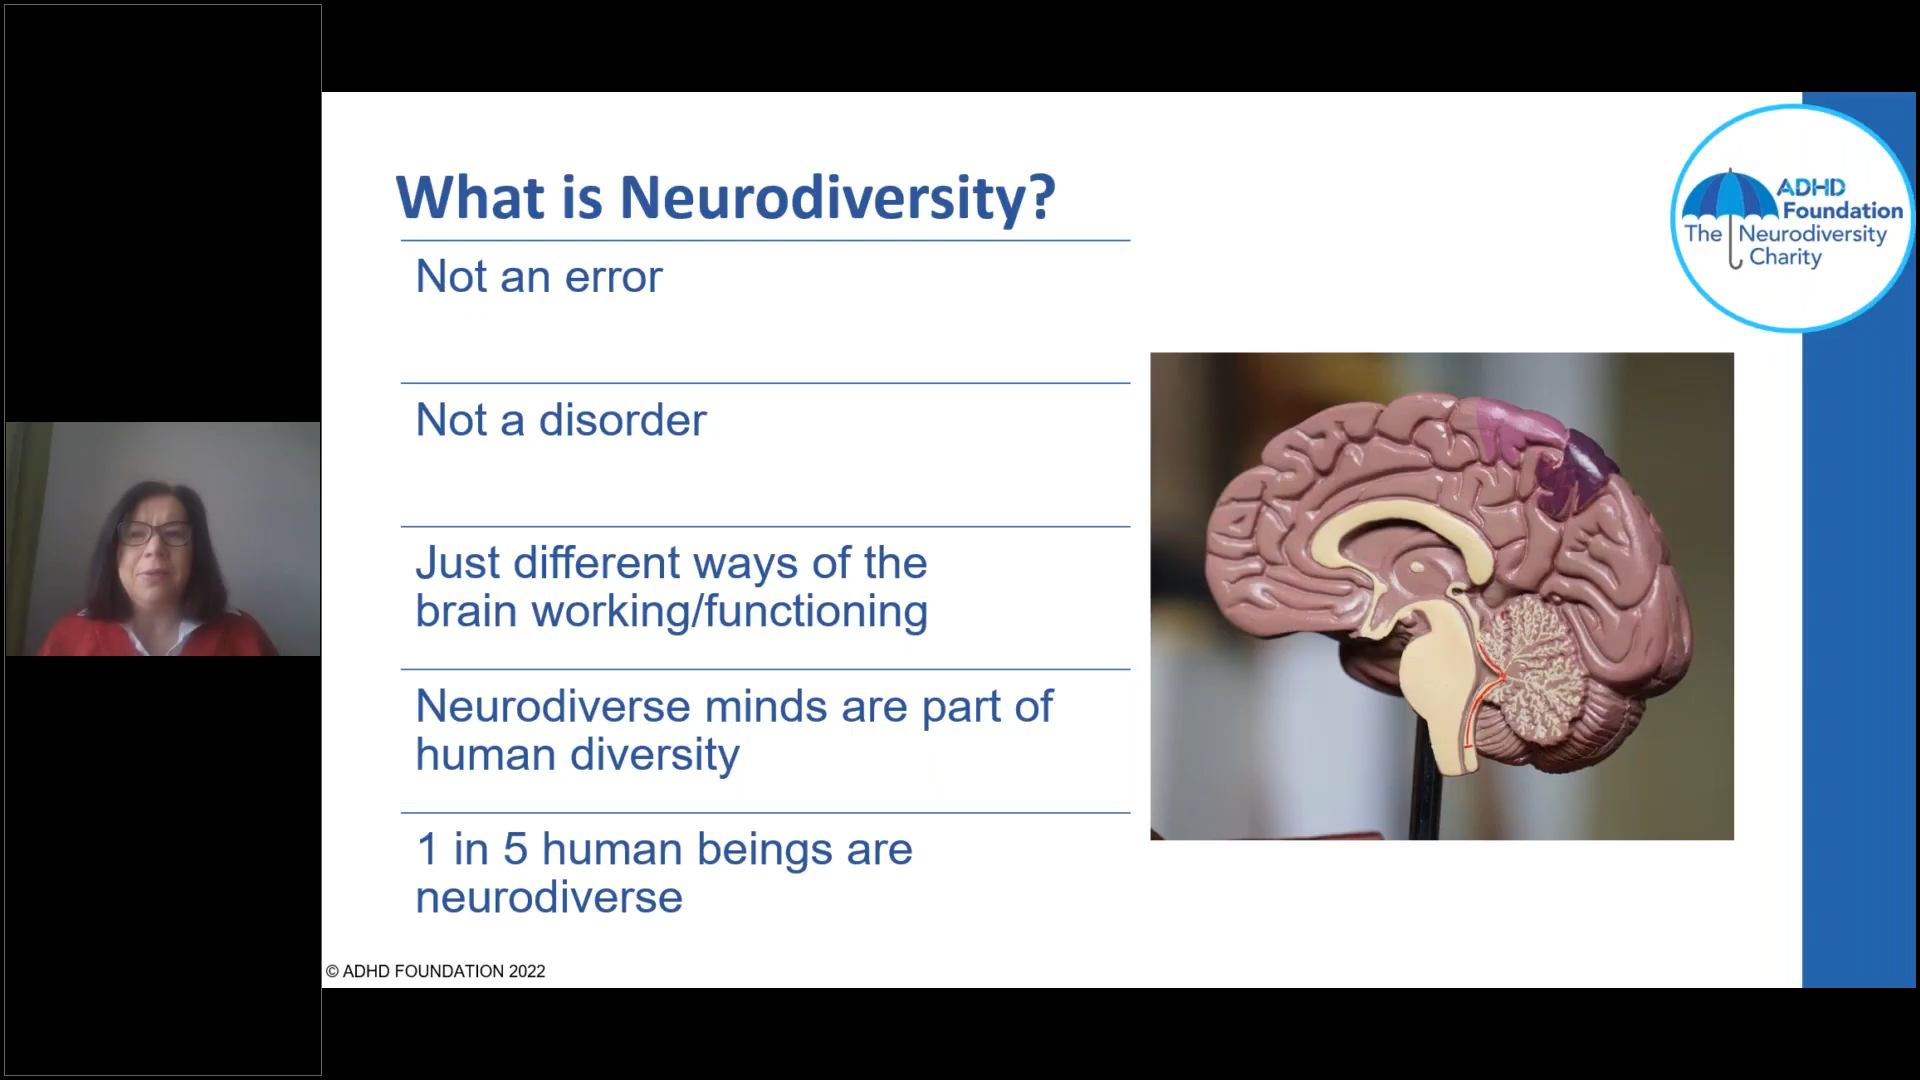 What is Neurodiversity?
Not an error
Not a disorder
Just different ways of the
brain working/functioning
Neurodiverse minds are part of
human diversity
1 in 5 human beings are
neurodiverse
© ADHD FOUNDATION 2022
ADHD
Foundation
The Neurodiversity
Charity